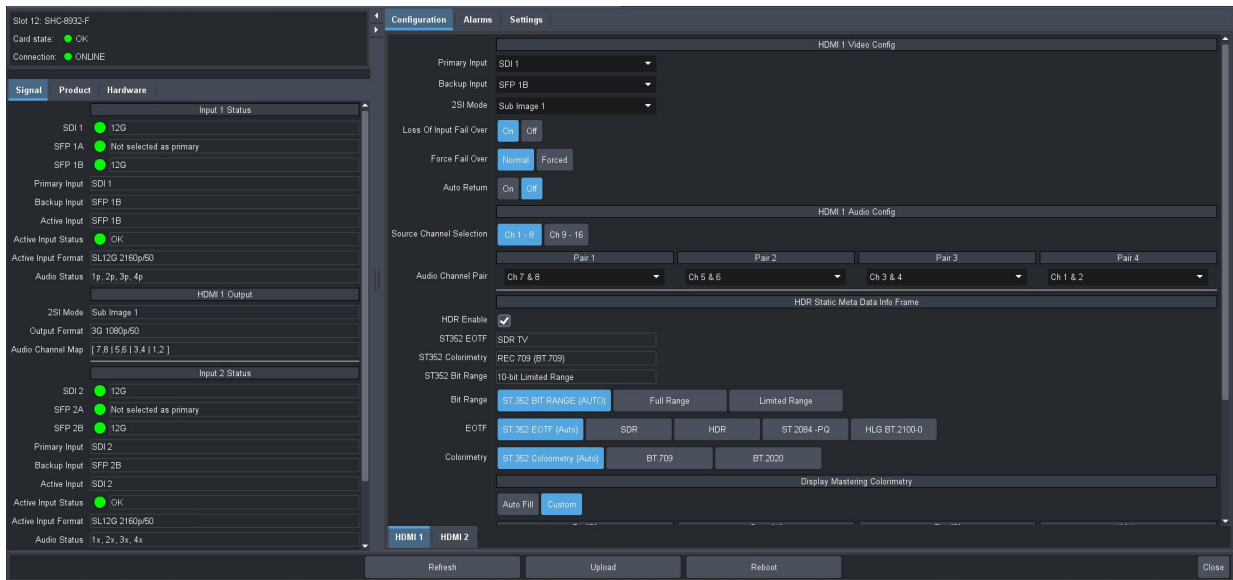 Slot 12: SHC-8932-F
Card state: OK
Connection: ONLINE
Signal Product Hardware
Input 1 Status
SDI 1 12G
SFP 1A Not selected as primary
SFP 1B 12G
Primary Input SDI 1
Backup Input SFP 1B
Active Input SFP 1B
Active Input Status OK
Active Input Format SL12G 2160p/50
Audio Status 1p, 2p, 3p, 4p
HDMI 1 Output
2SI Mode Sub Image 1
Output Format 3G 1080p/50
Audio Channel Map [ 7,8 | 5,6 | 3,4 | 1,2 ]
Input 2 Status
SDI 2 12G
SFP 2A Not selected as primary
SFP 2B 12G
Primary Input SDI 2
Backup Input SFP 2B
Active Input SDI 2
Active Input Status OK
Active Input Format SL12G 2160p/50
Audio Status 1x, 2x, 3x, 4x
Configuration Alarms Settings
HDMI 1 Video Config
Primary Input SDI 1
Backup Input SFP 1B
2SI Mode Sub Image 1
Loss Of Input Fail Over On Off
Force Fail Over Normal Forced
Auto Return On Off
HDMI 1 Audio Config
Source Channel Selection Ch 1 - 8 Ch 9 - 16
Pair 1 Pair 2 Pair 3 Pair 4
Audio Channel Pair Ch 7 & 8 Ch 5 & 6 Ch 3 & 4 Ch 1 & 2
HDR Static Meta Data Info Frame
HDR Enable
ST352 EOTF SDR TV
ST352 Colorimetry REC 709 (BT.709)
ST352 Bit Range 10-bit Limited Range
Bit Range ST.352 BIT RANGE (AUTO) Full Range Limited Range
EOTF ST.352 EOTF (Auto) SDR HDR ST 2084 -PQ HLG BT.2100-0
Colorimetry ST.352 Colorimetry (Auto) BT.709 BT.2020
Display Mastering Colorimetry
Auto Fill Custom
HDMI 1 HDMI 2
Refresh Upload Reboot Close